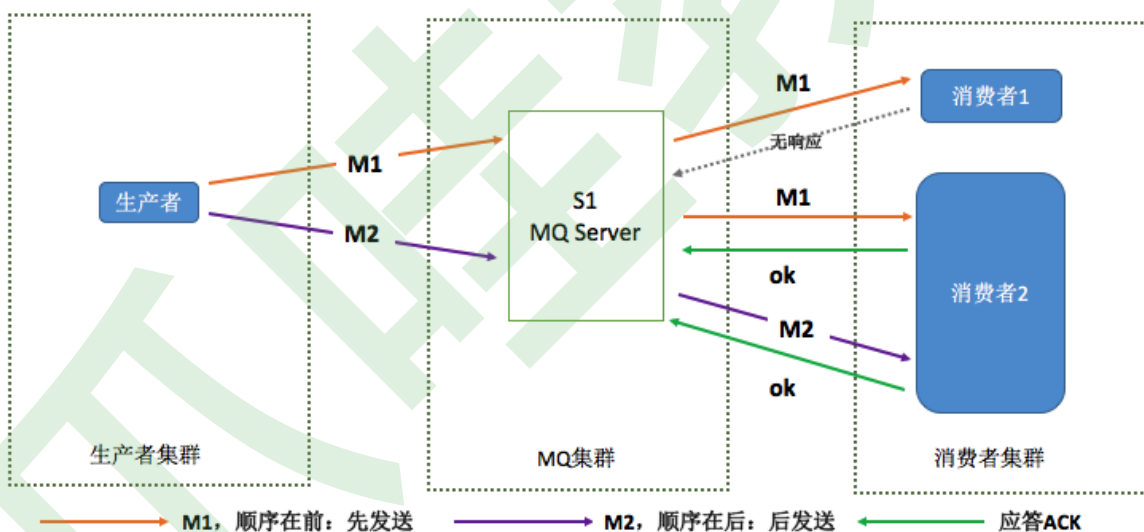 M1
消费者1
无响应
M1
生产者
S1
MQ Server
M1
M2
ok
消费者2
M2
ok
生产者集群
MQ集群
消费者集群
M1，顺序在前：先发送
M2，顺序在后：后发送
应答ACK